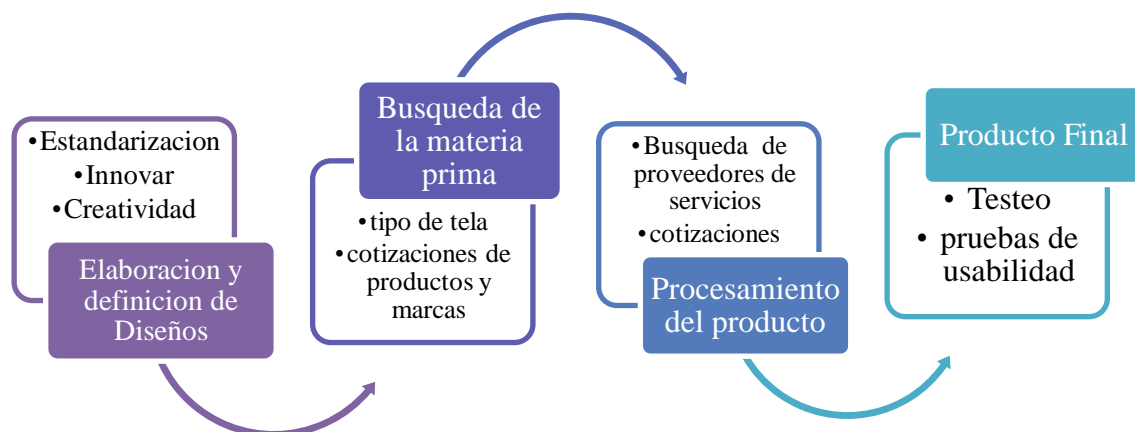 •Estandarizacion
•Innovar
•Creatividad
Elaboracion y
definicion de
Diseños
Busqueda de
la materia
prima
•tipo de tela
•cotizaciones de
productos y
marcas
•Busqueda de
proveedores de
servicios
•cotizaciones
Procesamiento
del producto
Producto Final
• Testeo
• pruebas de
usabilidad